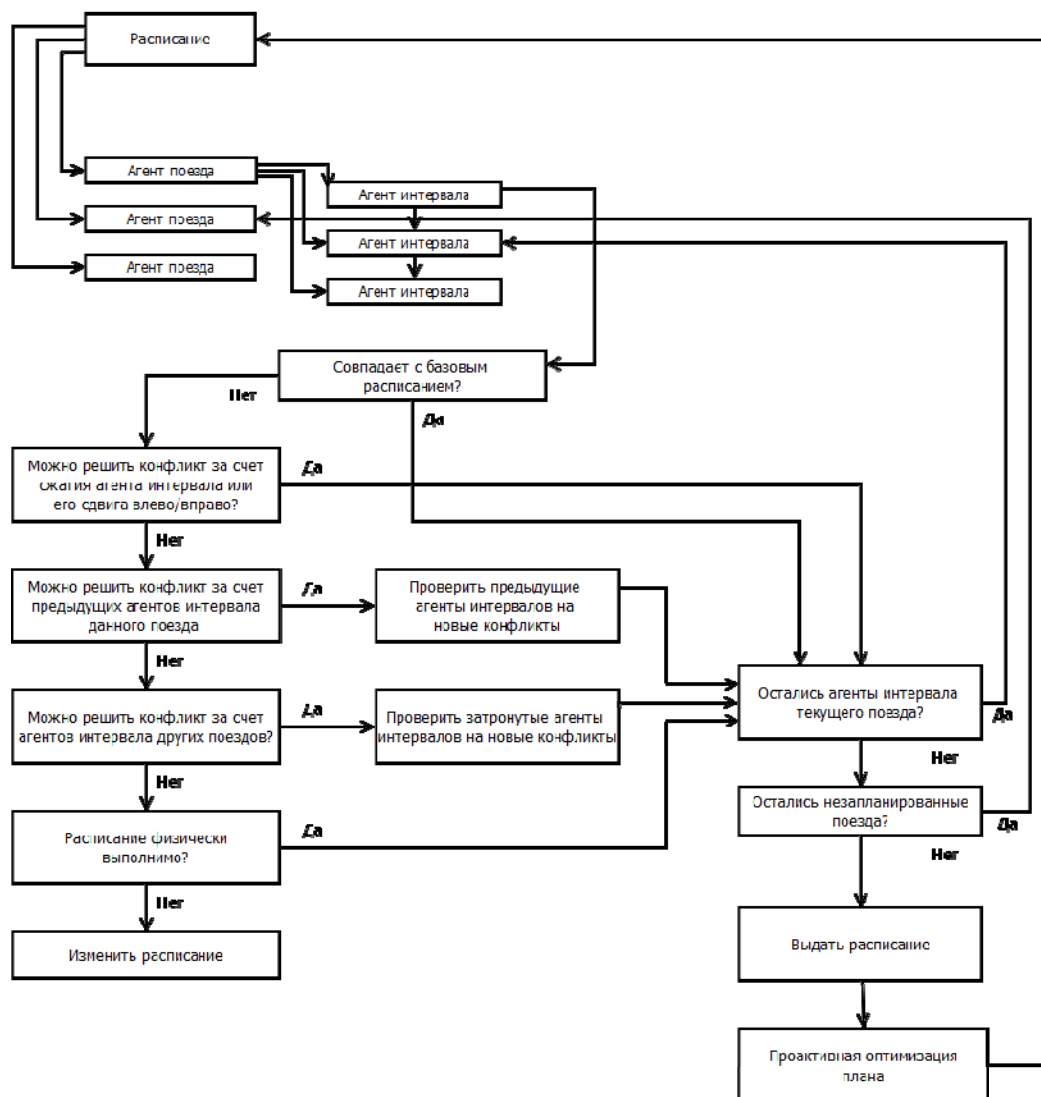 Расписание
Агент поезда
Агент интервала
Агент поезда
Агент интервала
Агент поезда
Агент интервала
Совпадает с базовым
расписанием?
Нет
Да
Можно решить конфликт за счет
сжатия агента интервала или
его сдвига влево/вправо?
Да
Нет
Можно решить конфликт за счет
предыдущих агентов интервала
данного поезда
Да
Проверить предыдущие
агенты интервалов на
новые конфликты
Нет
Можно решить конфликт за счет
агентов интервала других поездов?
Да
Проверить затронутые агенты
интервалов на новые конфликты
Остались агенты интервала
текущего поезда?
Да
Нет
Нет
Расписание физически
выполнимо?
Да
Остались незапланированные
поезда?
Да
Нет
Нет
Изменить расписание
Выдать расписание
Проактивная оптимизация
плана